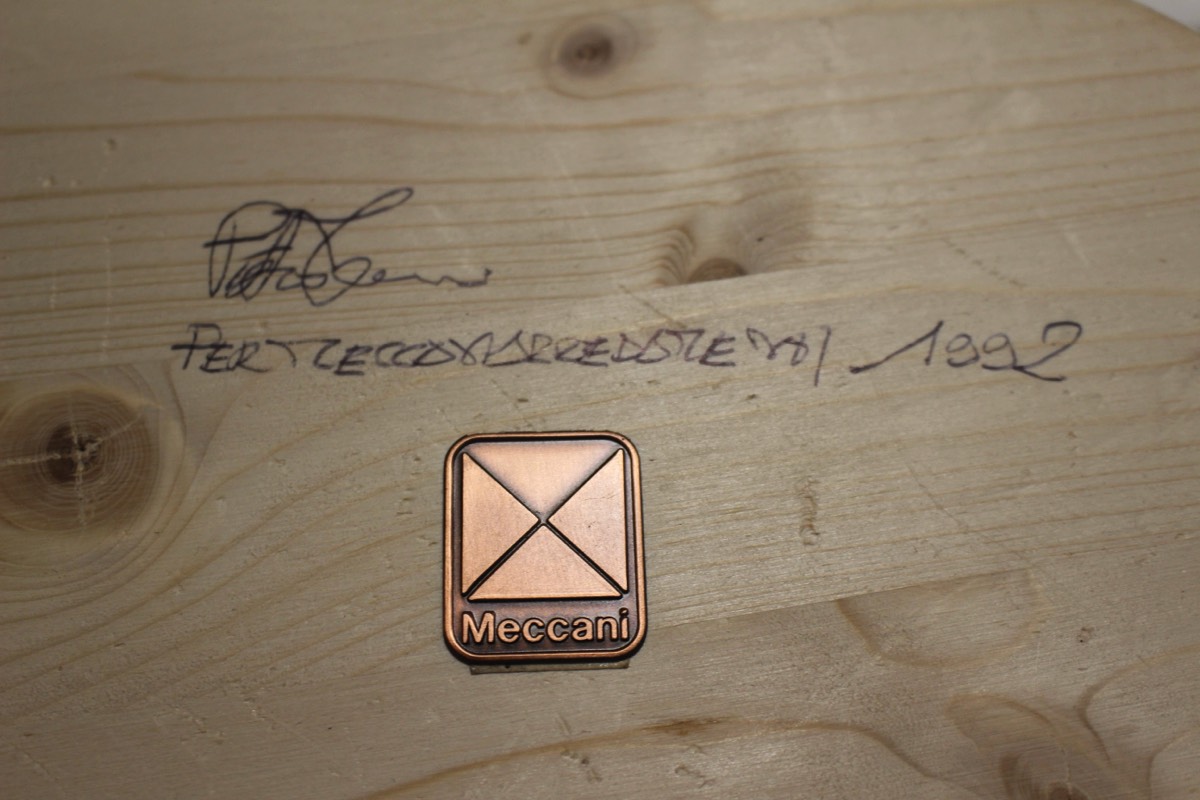 PER MECCANI ARREDAMENTI 1992
Meccani